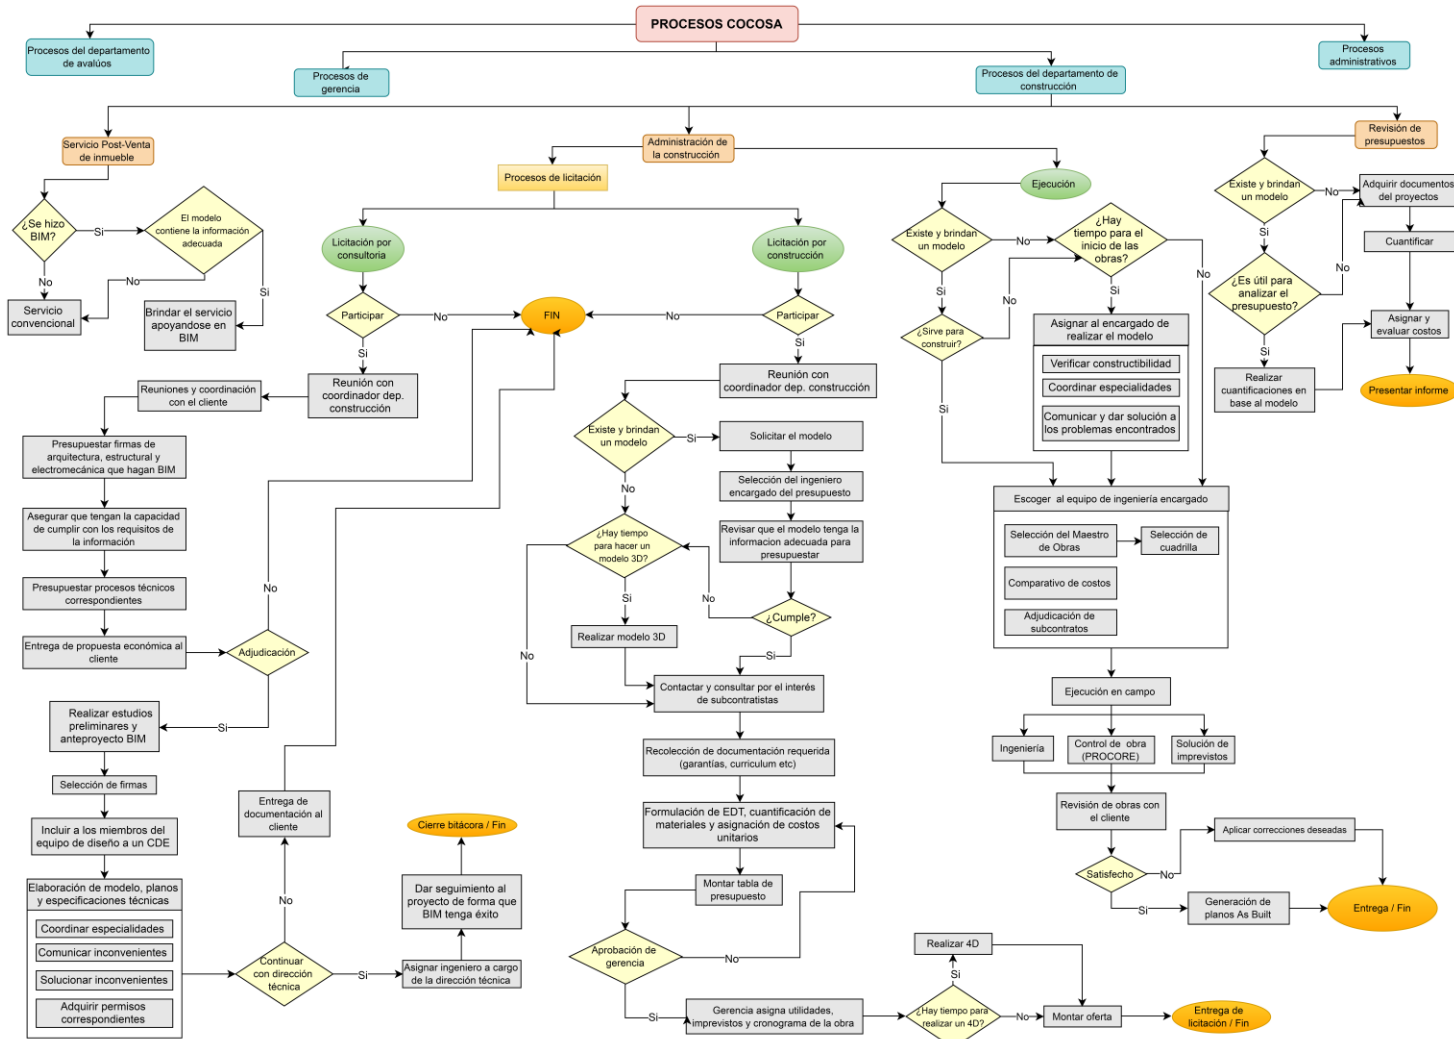 PROCESOS COCOSA
Procesos del departamento
de avalúos
Procesos de
gerencia
Procesos del departamento de
construcción
Procesos
administrativos
Servicio Post-Venta
de inmueble
Administración de
la construcción
Revisión de
presupuestos
¿Se hizo
BIM?
Si
El modelo
contiene la información
adecuada
No
No
Si
Servicio
convencional
Brindar el servicio
apoyandose en
BIM
Procesos de licitación
Ejecución
Licitación por
consultoria
Licitación por
construcción
Participar
No
FIN
No
Participar
Si
Si
Reunión con
coordinador dep.
construcción
Reuniones y coordinación
con el cliente
Presupuestar firmas de
arquitectura, estructural y
electromecánica que hagan BIM
Asegurar que tengan la capacidad
de cumplir con los requisitos de
la información
Presupuestar procesos técnicos
correspondientes
Entrega de propuesta económica al
cliente
Adjudicación
No
Si
Realizar estudios
preliminares y
anteproyecto BIM
Selección de firmas
Incluir a los miembros del
equipo de diseño a un CDE
Elaboración de modelo, planos
y especificaciones técnicas
Coordinar especialidades
Comunicar inconvenientes
Solucionar inconvenientes
Adquirir permisos
correspondientes
Continuar
con dirección
técnica
No
Entrega de
documentación al
cliente
No
Si
Asignar ingeniero a cargo
de la dirección técnica
Dar seguimiento al
proyecto de forma que
BIM tenga éxito
Cierre bitácora / Fin
Reunión con
coordinador dep. construcción
Existe y brindan
un modelo
Si
Solicitar el modelo
No
Selección del ingeniero
encargado del presupuesto
Revisar que el modelo tenga la
informacion adecuada para
presupuestar
¿Hay tiempo
para hacer un
modelo 3D?
Si
No
¿Cumple?
No
Si
Realizar modelo 3D
Contactar y consultar por el interés
de subcontratistas
Recolección de documentación requerida
(garantías, curriculum etc)
Formulación de EDT, cuantificación de
materiales y asignación de costos
unitarios
Montar tabla de
presupuesto
Aprobación de
gerencia
No
Si
Gerencia asigna utilidades,
imprevistos y cronograma de la obra
¿Hay tiempo para
realizar un 4D?
Si
Realizar 4D
No
Montar oferta
Entrega de
licitación / Fin
Existe y brindan
un modelo
No
¿Hay
tiempo para el
inicio de las
obras?
Si
No
No
Si
¿Sirve para
construir?
Si
Asignar al encargado de
realizar el modelo
Verificar constructibilidad
Coordinar especialidades
Comunicar y dar solución a
los problemas encontrados
Escoger al equipo de ingeniería encargado
Selección del Maestro
de Obras
Selección de
cuadrilla
Comparativo de costos
Adjudicación de
subcontratos
Ejecución en campo
Ingeniería
Control de obra
(PROCORE)
Solución de
imprevistos
Revisión de obras con
el cliente
Satisfecho
No
Aplicar correcciones deseadas
Si
Generación de
planos As Built
Entrega / Fin
Existe y brindan
un modelo
No
Adquirir documentos
del proyectos
Si
Cuantificar
¿Es útil para
analizar el
presupuesto?
No
Si
Asignar y
evaluar costos
Realizar
cuantificaciones en
base al modelo
Presentar informe